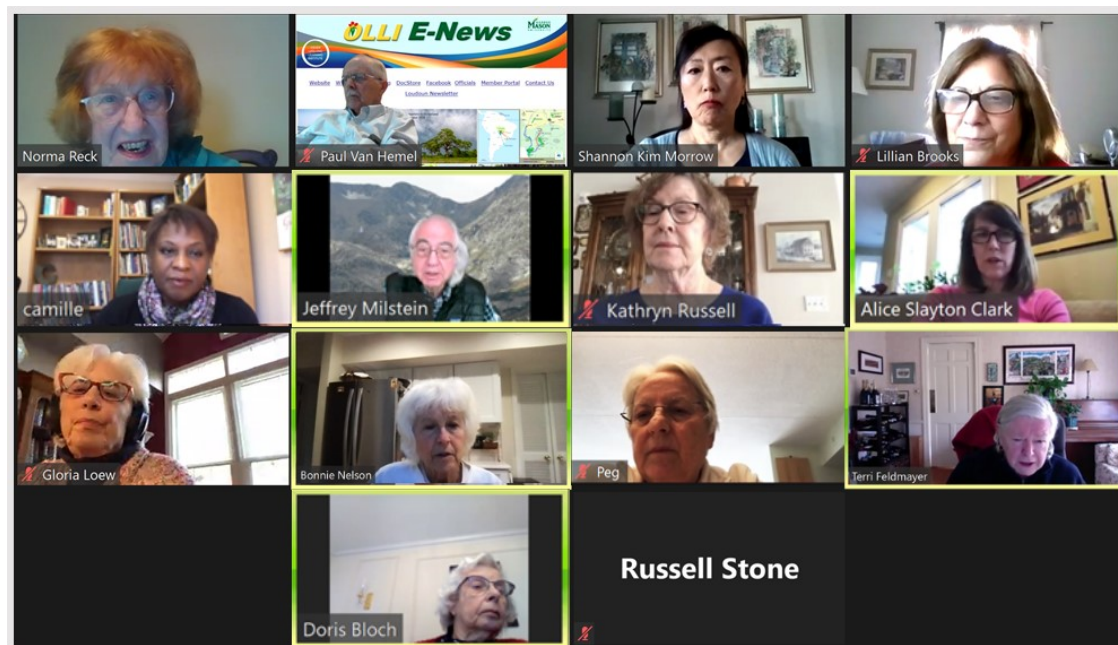 OLLI E-News
MASON
Website
DocStore Facebook Officials Member Portal Contact Us
Loudoun Newsletter
Norma Reck
Paul Van Hemel
Shannon Kim Morrow
Lillian Brooks
camille
Jeffrey Milstein
Kathryn Russell
Alice Slayton Clark
Gloria Loew
Bonnie Nelson
Peg
Terri Feldmayer
Doris Bloch
Russell Stone